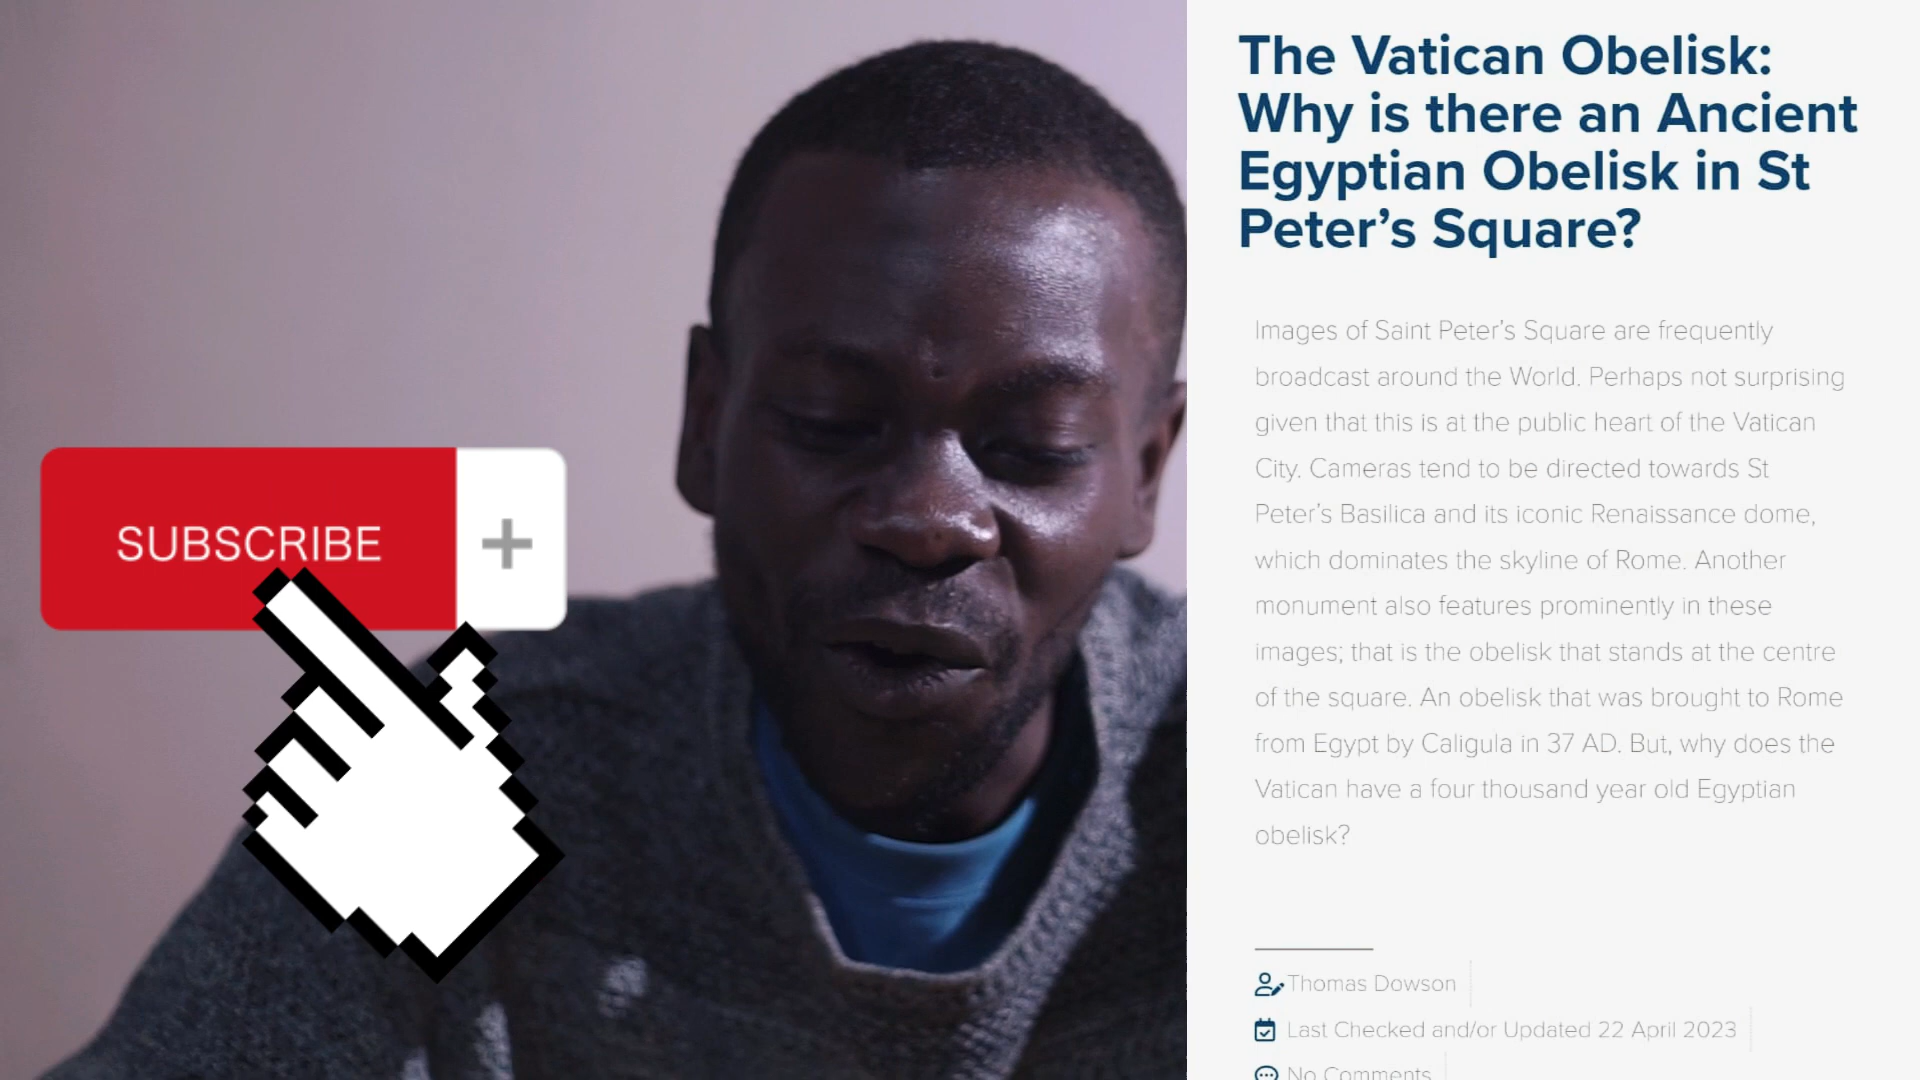 The Vatican Obelisk:
Why is there an Ancient
Egyptian Obelisk in St
Peter’s Square?
Images of Saint Peter’s Square are frequently
broadcast around the World. Perhaps not surprising
given that this is at the public heart of the Vatican
City. Cameras tend to be directed towards St
Peter’s Basilica and its iconic Renaissance dome,
which dominates the skyline of Rome. Another
monument also features prominently in these
images; that is the obelisk that stands at the centre
of the square. An obelisk that was brought to Rome
from Egypt by Caligula in 37 AD. But, why does the
Vatican have a four thousand year old Egyptian
obelisk?
Thomas Dowson
Last Checked and/or Updated 22 April 2023
No Comments
SUBSCRIBE +